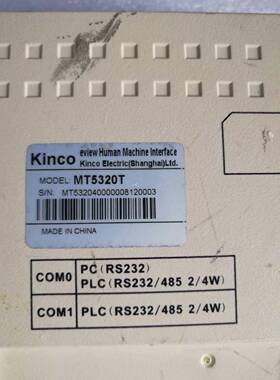 Kinco eview Human Machine Interface
Kinco Electric(Shanghai)Ltd.
MODEL: MT5320T
S/N: MT532040000008120003
MADE IN CHINA
COM0 PC(RS232)
PLC(RS232/485 2/4W)
COM1 PLC(RS232/485 2/4W)